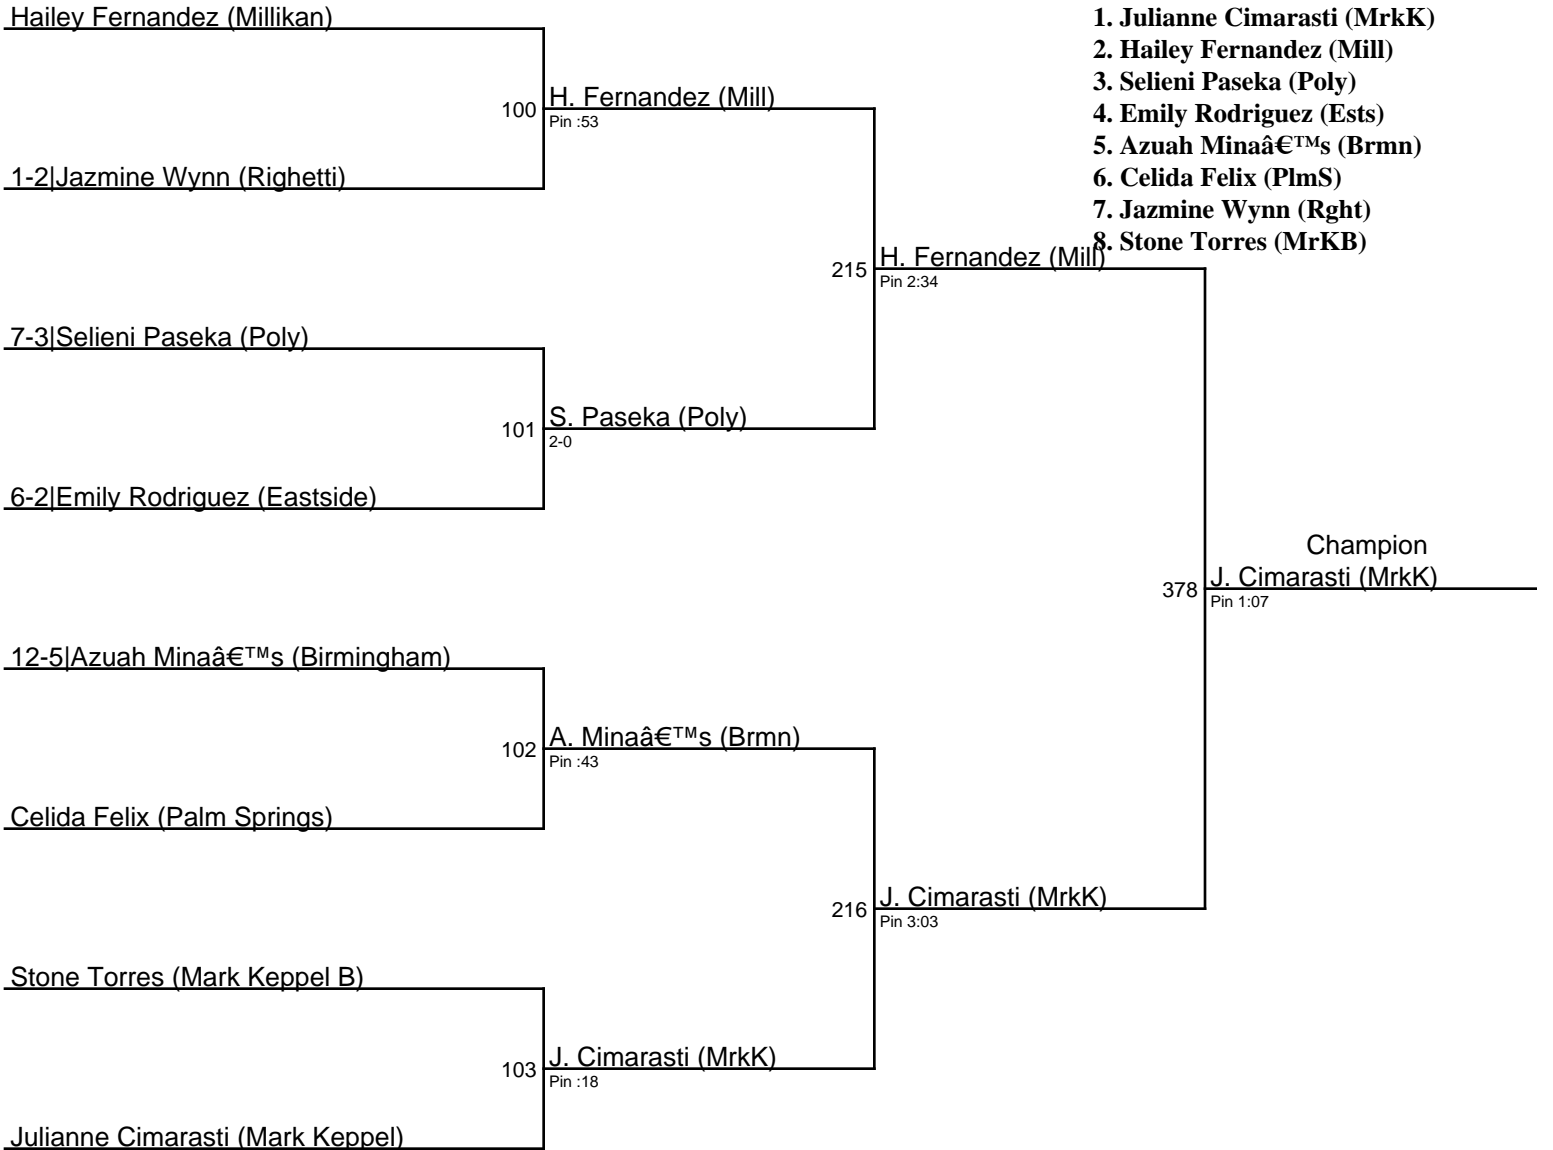 Hailey Fernandez (Millikan)
100
H. Fernandez (Mill)
Pin :53
1-2|Jazmine Wynn (Righetti)
215
H. Fernandez (Mill)
Pin 2:34
7-3|Selieni Paseka (Poly)
101
S. Paseka (Poly)
2-0
6-2|Emily Rodriguez (Eastside)
Champion
378
J. Cimarasti (MrkK)
Pin 1:07
12-5|Azuah Minaâ€™s (Birmingham)
102
A. Minaâ€™s (Brmn)
Pin :43
Celida Felix (Palm Springs)
216
J. Cimarasti (MrkK)
Pin 3:03
Stone Torres (Mark Keppel B)
103
J. Cimarasti (MrkK)
Pin :18
Julianne Cimarasti (Mark Keppel)
1. Julianne Cimarasti (MrkK)
2. Hailey Fernandez (Mill)
3. Selieni Paseka (Poly)
4. Emily Rodriguez (Ests)
5. Azuah Minaâ€™s (Brmn)
6. Celida Felix (PlmS)
7. Jazmine Wynn (Rght)
8. Stone Torres (MrKB)